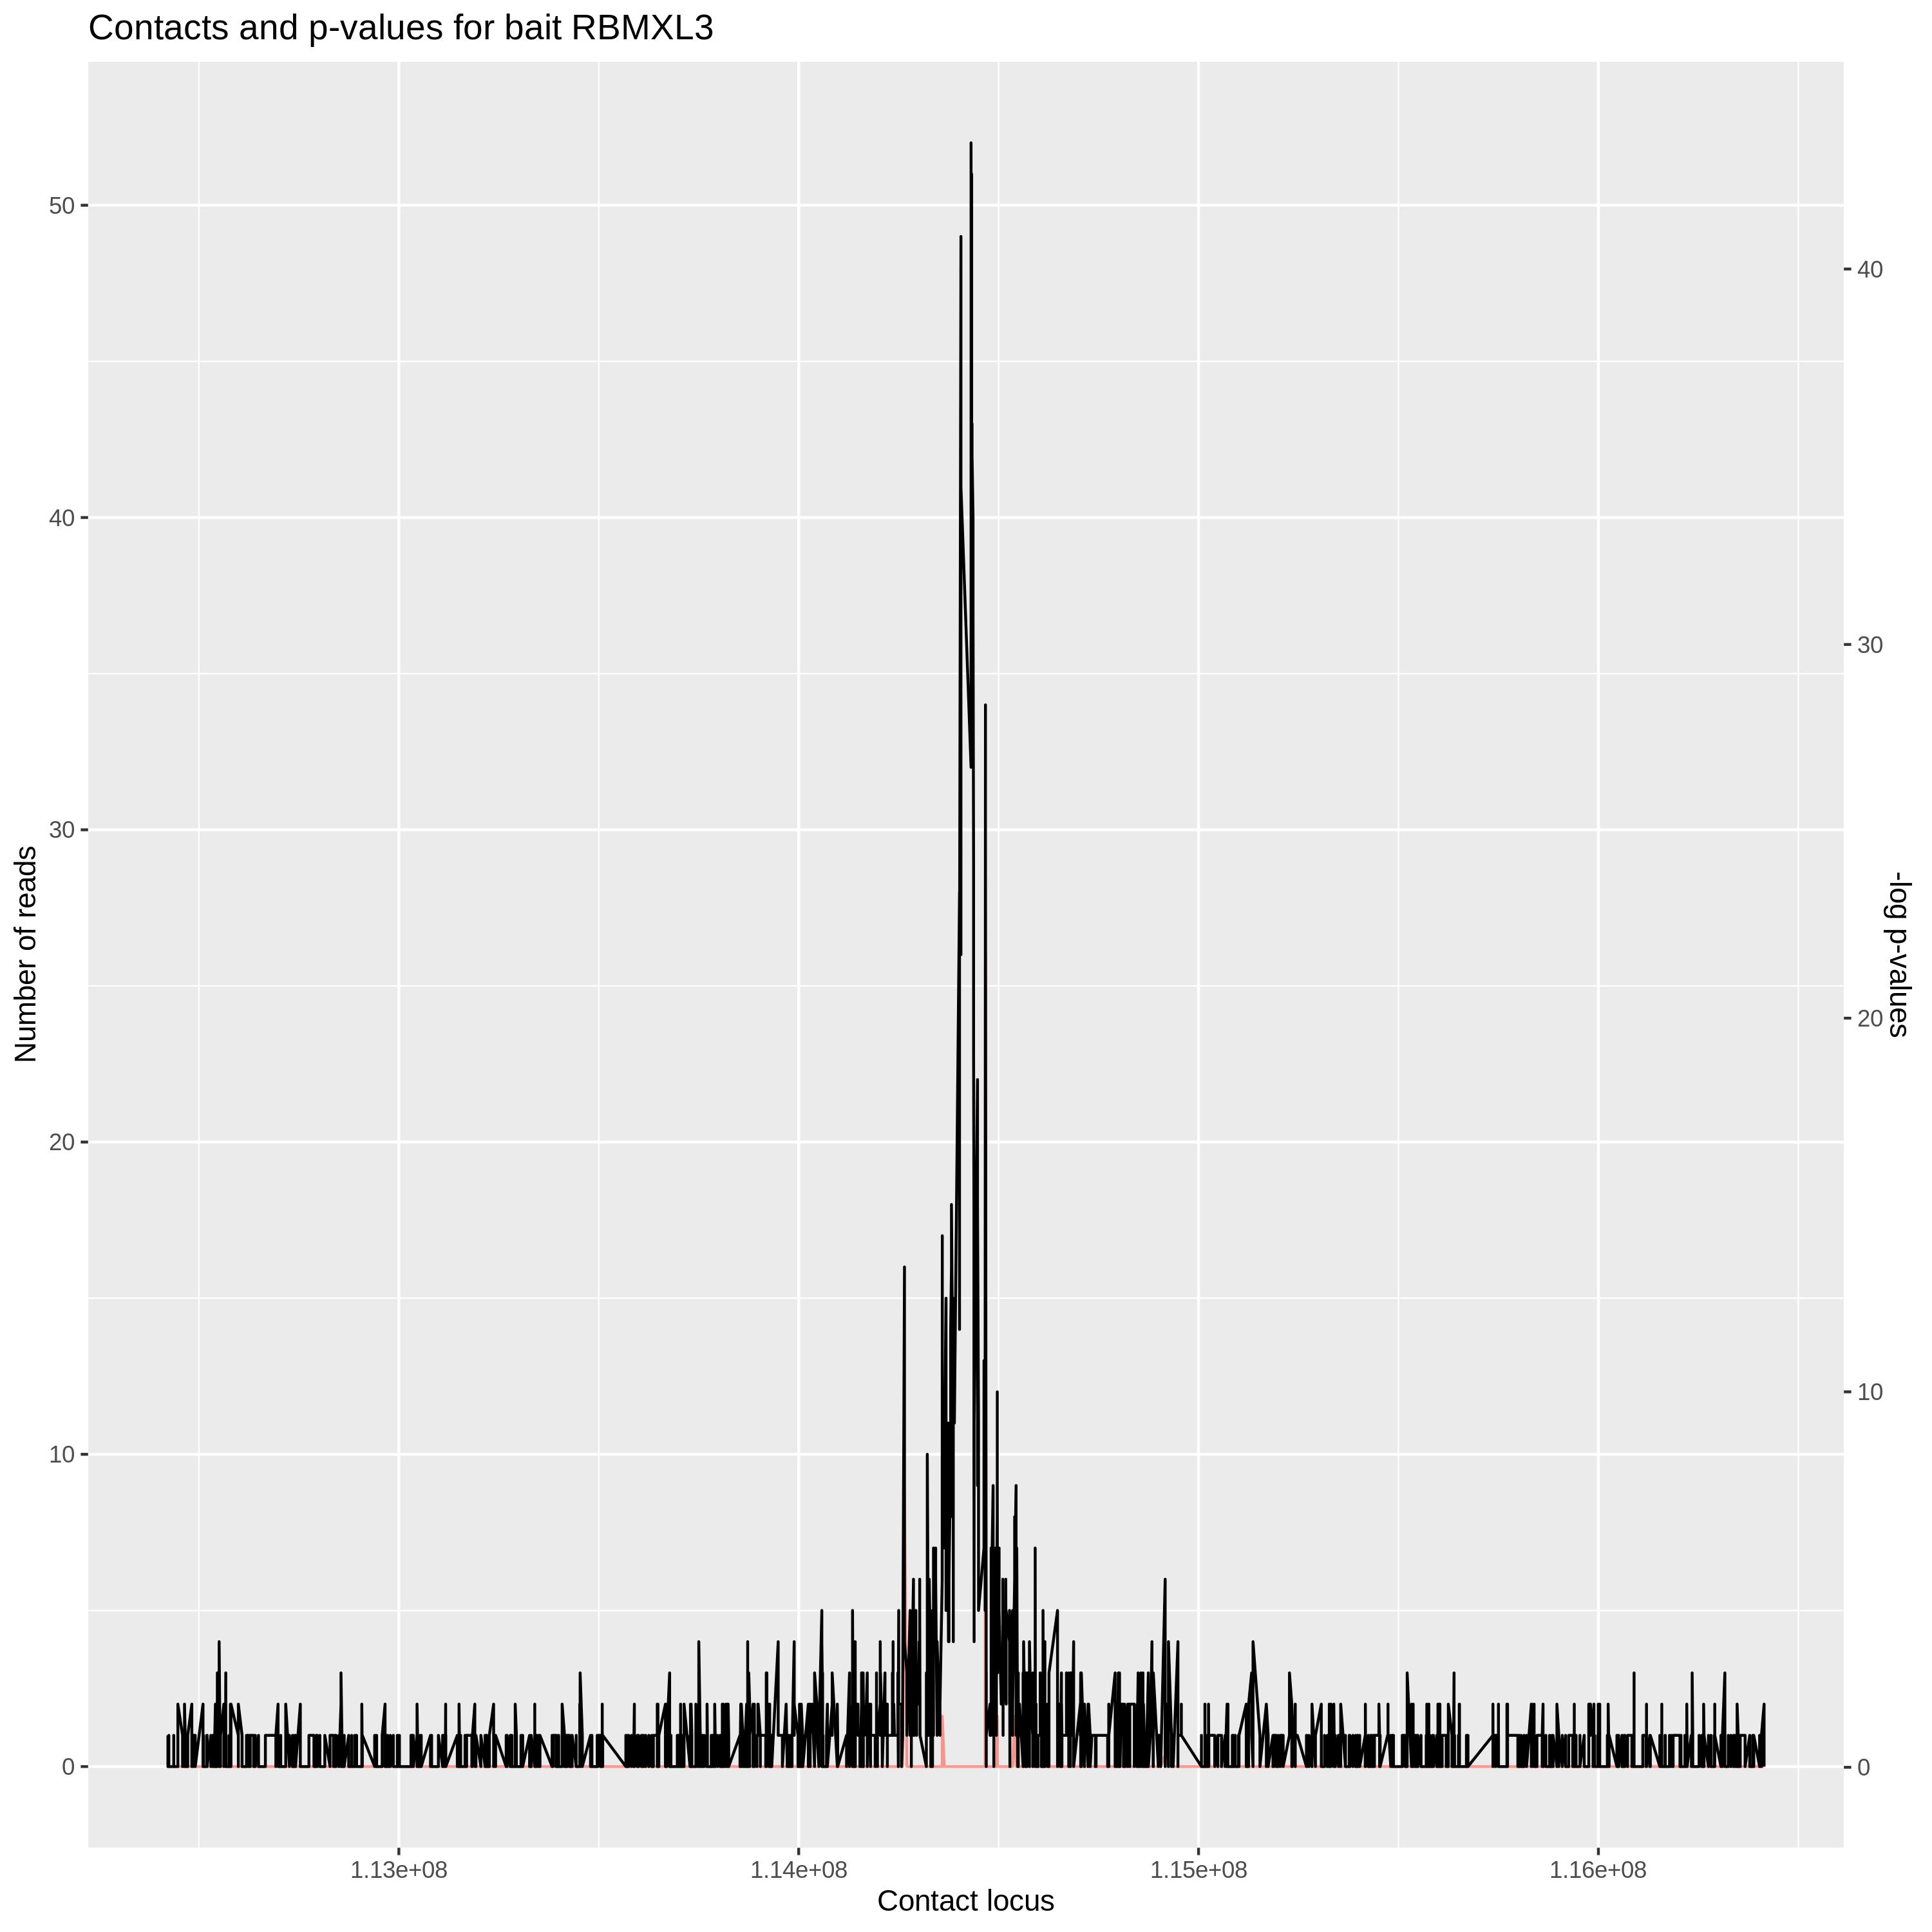 Contacts and p-values for bait RBMXL3
50
40
30
20
10
0
Number of reads
40
30
20
10
0
-log p-values
1.13e+08 1.14e+08 1.15e+08 1.16e+08
Contact locus